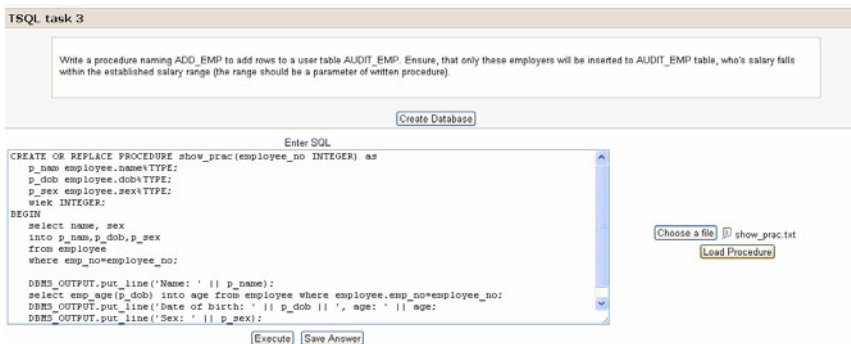 TSQL task 3
Write a procedure naming ADD_EMP to add rows to a user table AUDIT_EMP. Ensure, that only these employers will be inserted to AUDIT_EMP table, who's salary falls
within the established salary range (the range should be a parameter of written procedure).
Create Database
Enter SQL
CREATE OR REPLACE PROCEDURE show_prac(employee_no INTEGER) as
p_nam employee.name%TYPE;
p_dob employee.dob%TYPE;
p_sex employee.sex%TYPE;
wiek INTEGER;
BEGIN
select name, sex
into p_nam,p_dob,p_sex
from employee
where emp_no=employee_no;
DBMS_OUTPUT.put_line('Name: ' || p_name);
select emp_age(p_dob) into age from employee where employee.emp_no=employee_no;
DBMS_OUTPUT.put_line('Date of birth: ' || p_dob || ', age: ' || age;
DBMS_OUTPUT.put_line('Sex: ' || p_sex);
Choose a file show_prac.txt
Load Procedure
Execute Save Answer